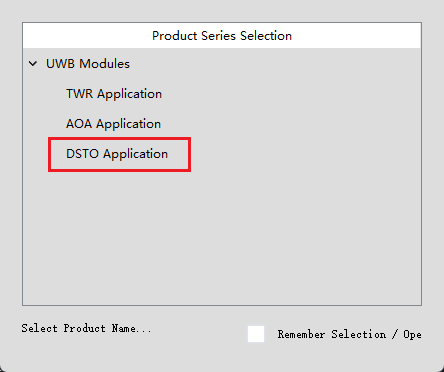 Product Series Selection
UWB Modules
TWR Application
AOA Application
DSTO Application
Select Product Name...
Remember Selection / Ope